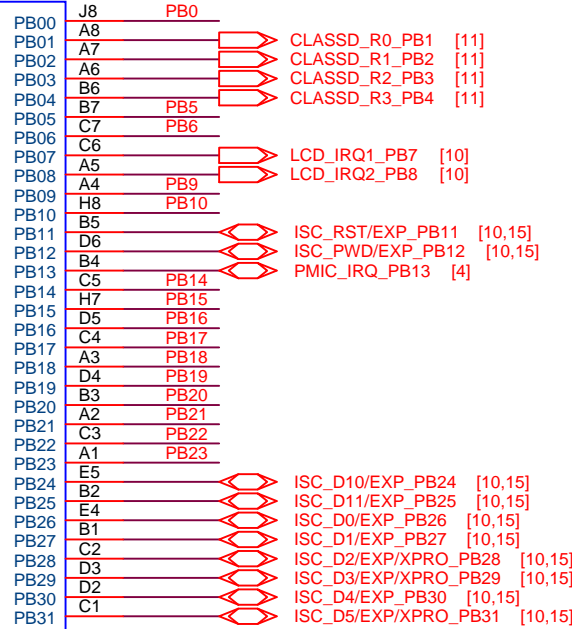 PB00 J8 PB0
PB01 A8 CLASSD_R0_PB1 [11]
PB02 A7 CLASSD_R1_PB2 [11]
PB03 A6 CLASSD_R2_PB3 [11]
PB04 B6 CLASSD_R3_PB4 [11]
PB05 B7 PB5
PB06 C7 PB6
PB07 C6 LCD_IRQ1_PB7 [10]
PB08 A5 LCD_IRQ2_PB8 [10]
PB09 A4 PB9
PB10 H8 PB10
PB11 B5 ISC_RST/EXP_PB11 [10,15]
PB12 D6 ISC_PWD/EXP_PB12 [10,15]
PB13 B4 PMIC_IRQ_PB13 [4]
PB14 C5 PB14
PB15 H7 PB15
PB16 D5 PB16
PB17 C4 PB17
PB18 A3 PB18
PB19 D4 PB19
PB20 B3 PB20
PB21 A2 PB21
PB22 C3 PB22
PB23 A1 PB23
PB24 E5 ISC_D10/EXP_PB24 [10,15]
PB25 B2 ISC_D11/EXP_PB25 [10,15]
PB26 E4 ISC_D0/EXP_PB26 [10,15]
PB27 B1 ISC_D1/EXP_PB27 [10,15]
PB28 C2 ISC_D2/EXP/XPRO_PB28 [10,15]
PB29 D3 ISC_D3/EXP/XPRO_PB29 [10,15]
PB30 D2 ISC_D4/EXP_PB30 [10,15]
PB31 C1 ISC_D5/EXP/XPRO_PB31 [10,15]